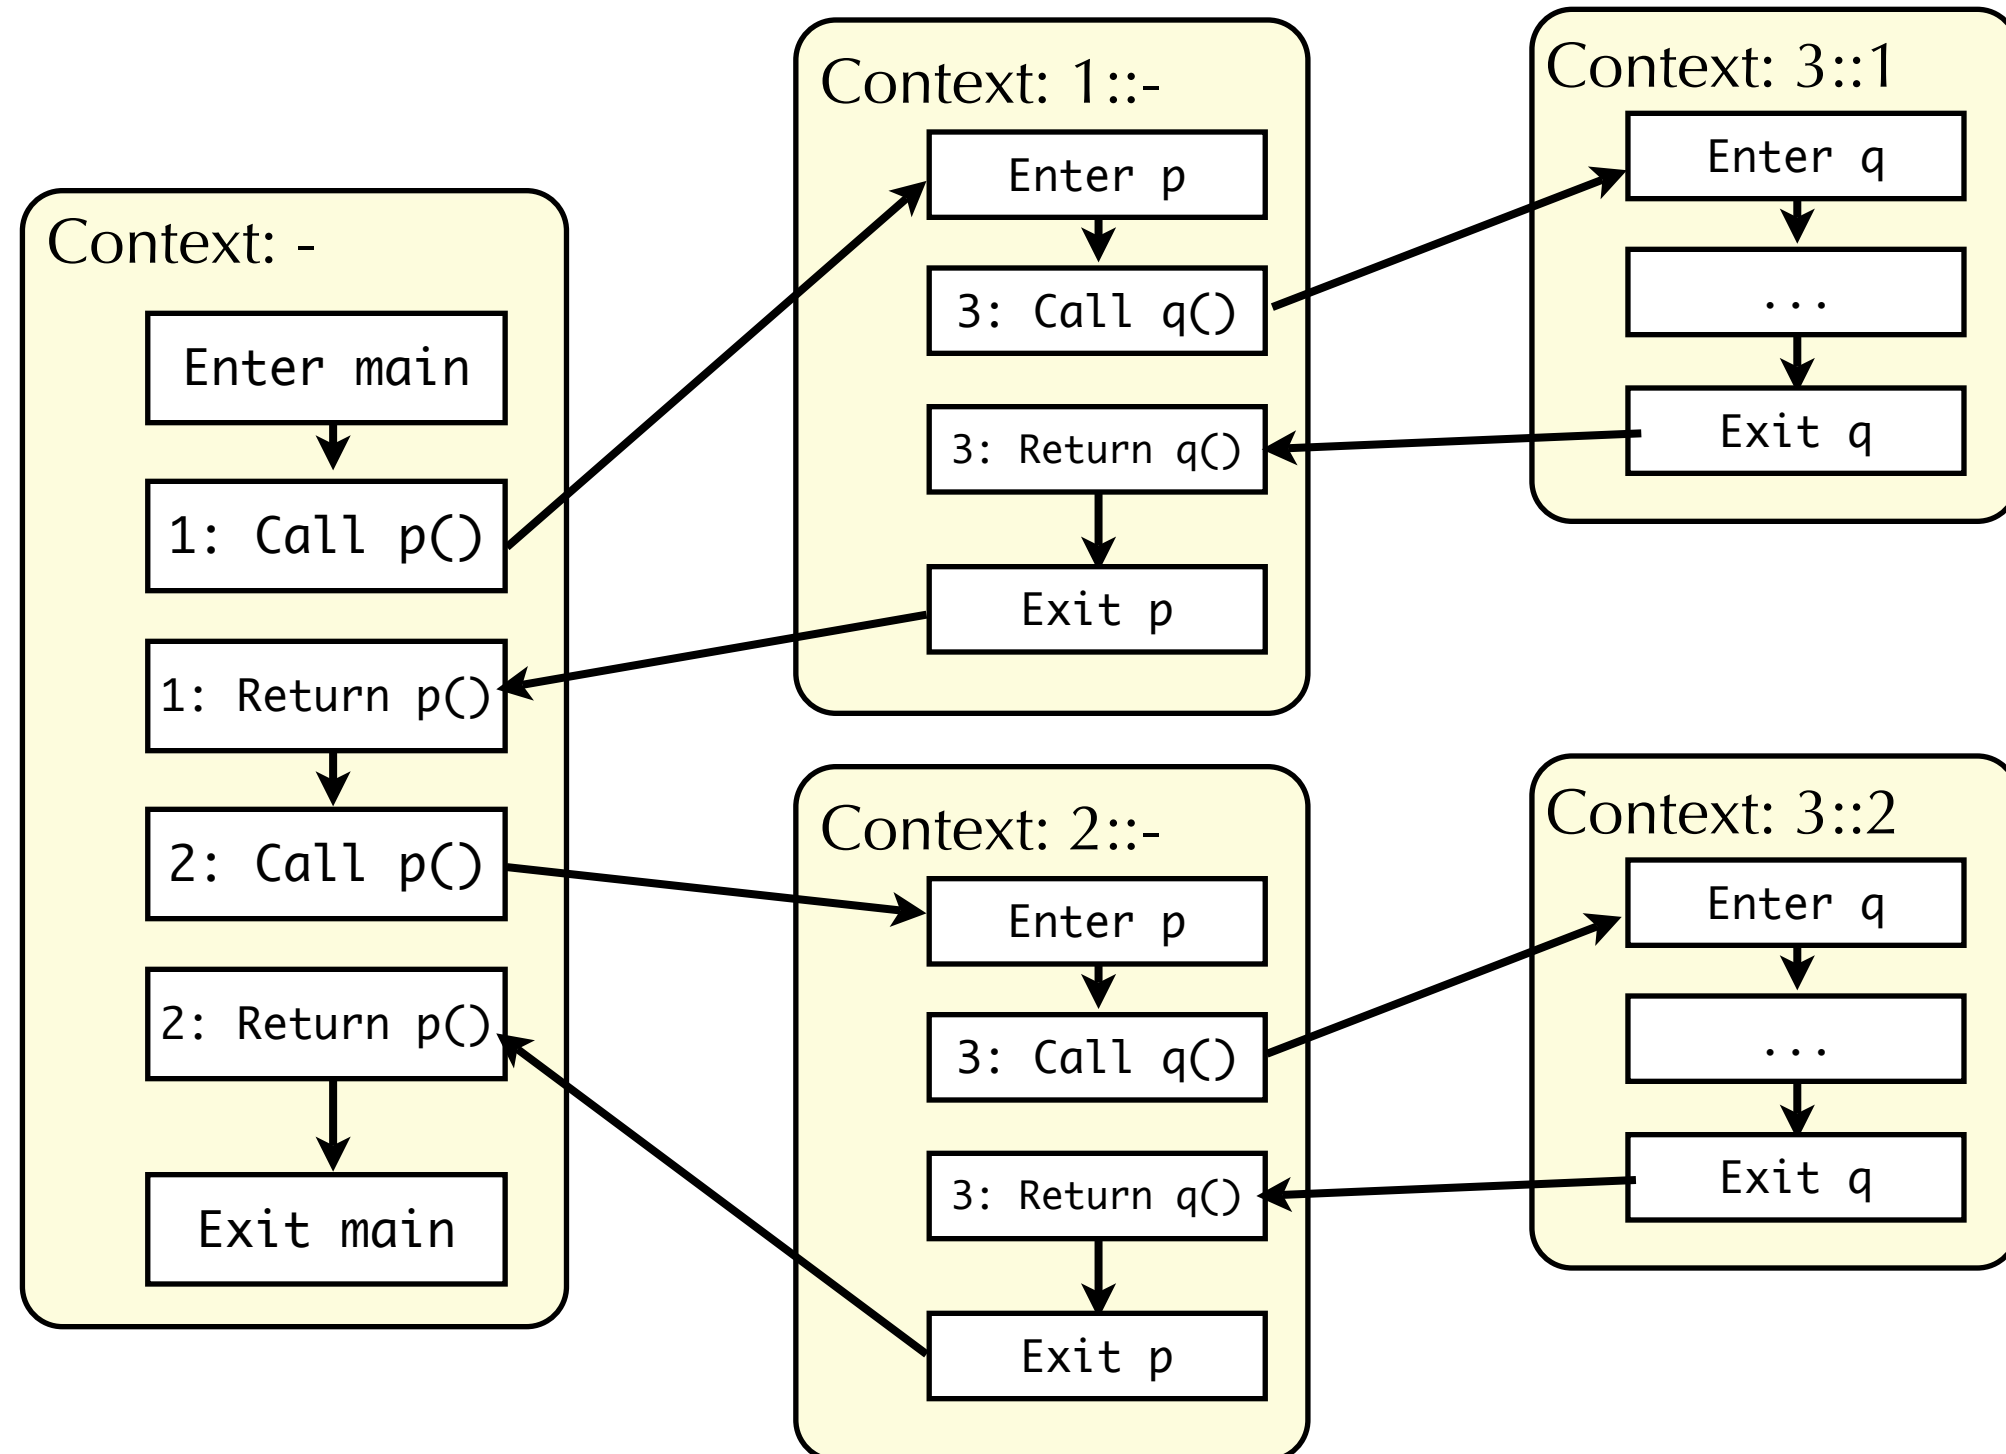 Context: -
Enter main
1: Call p()
1: Return p()
2: Call p()
2: Return p()
Exit main
Context: 1::-
Enter p
3: Call q()
3: Return q()
Exit p
Context: 3::1
Enter q
...
Exit q
Context: 2::-
Enter p
3: Call q()
3: Return q()
Exit p
Context: 3::2
Enter q
...
Exit q